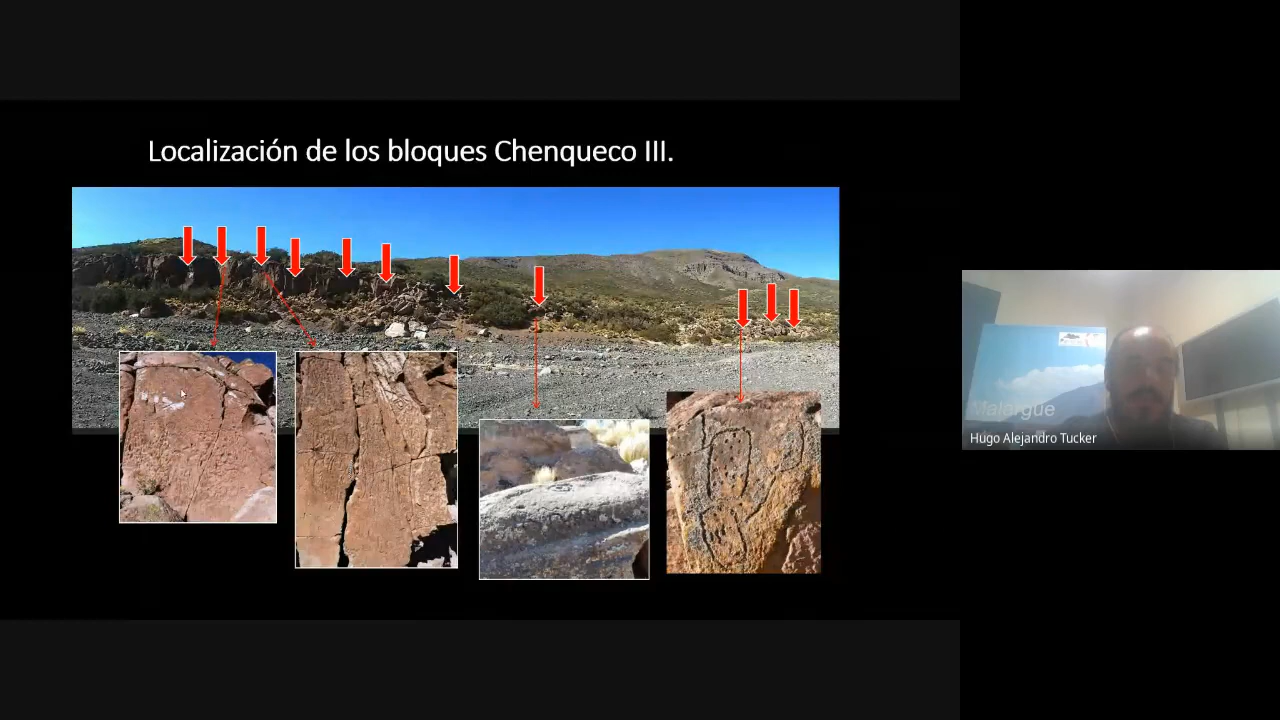 Localización de los bloques Chenqueco III.
Malargüe
Hugo Alejandro Tucker